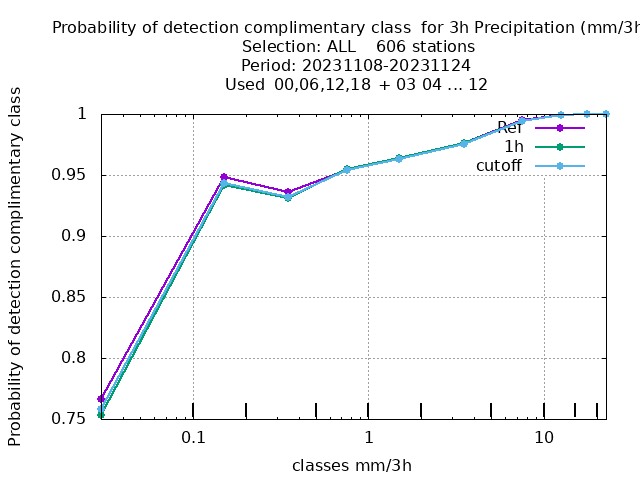 Probability of detection complimentary class  for 3h Precipitation (mm/3h
Selection: ALL    606 stations
Period: 20231108-20231124
Used  00,06,12,18 + 03 04 ... 12
Probability of detection complimentary class
1
0.95
0.9
0.85
0.8
0.75
0.1
1
10
classes mm/3h
Ref
1h
cutoff